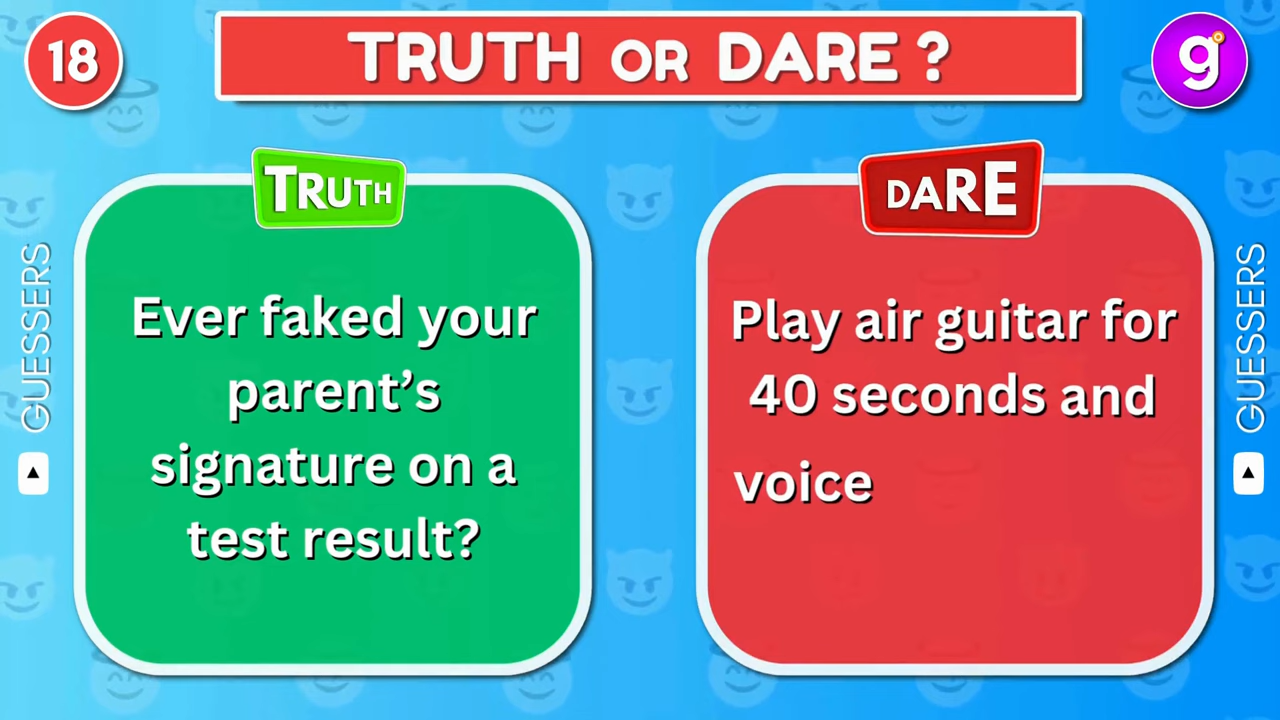 18
TRUTH OR DARE ?
g
TRUTH
Ever faked your
parent’s
signature on a
test result?
DARE
Play air guitar for
40 seconds and
voice
GUESSERS
GUESSERS